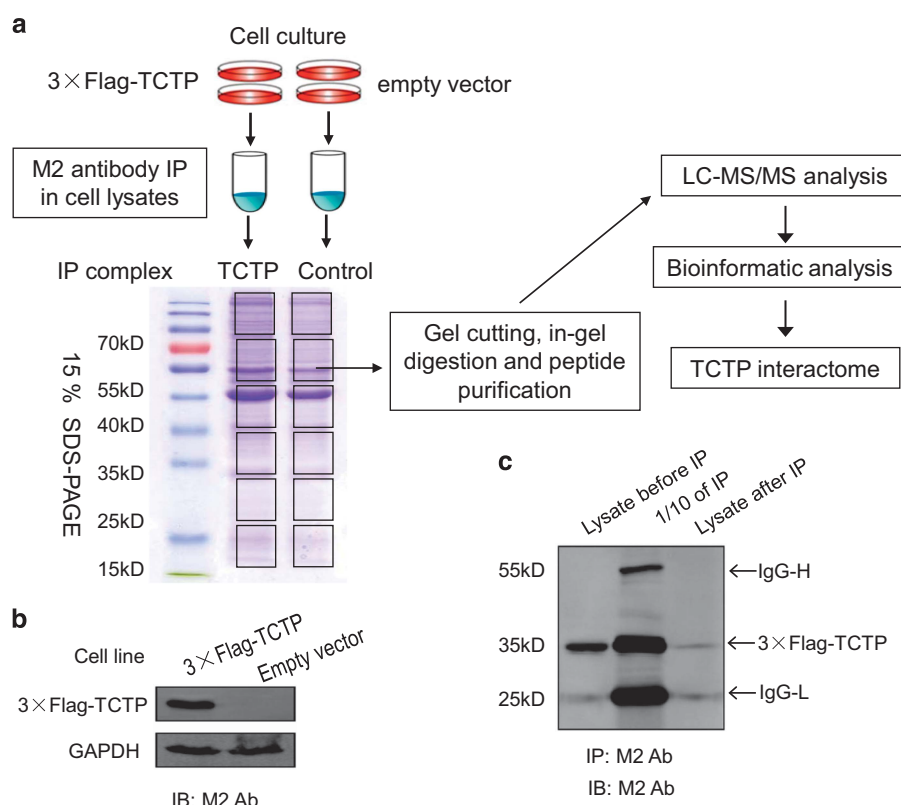 a
Cell culture
3×Flag-TCTP
empty vector
M2 antibody IP
in cell lysates
LC-MS/MS analysis
Bioinformatic analysis
TCTP interactome
IP complex
TCTP
Control
Gel cutting, in-gel
digestion and peptide
purification
15 % SDS-PAGE
70kD
55kD
40kD
35kD
25kD
15kD
b
Cell line
3×Flag-TCTP
Empty vector
3×Flag-TCTP
GAPDH
IB: M2 Ab
c
Lysate before IP
1/10 of IP
Lysate after IP
55kD
IgG-H
35kD
3×Flag-TCTP
25kD
IgG-L
IP: M2 Ab
IB: M2 Ab